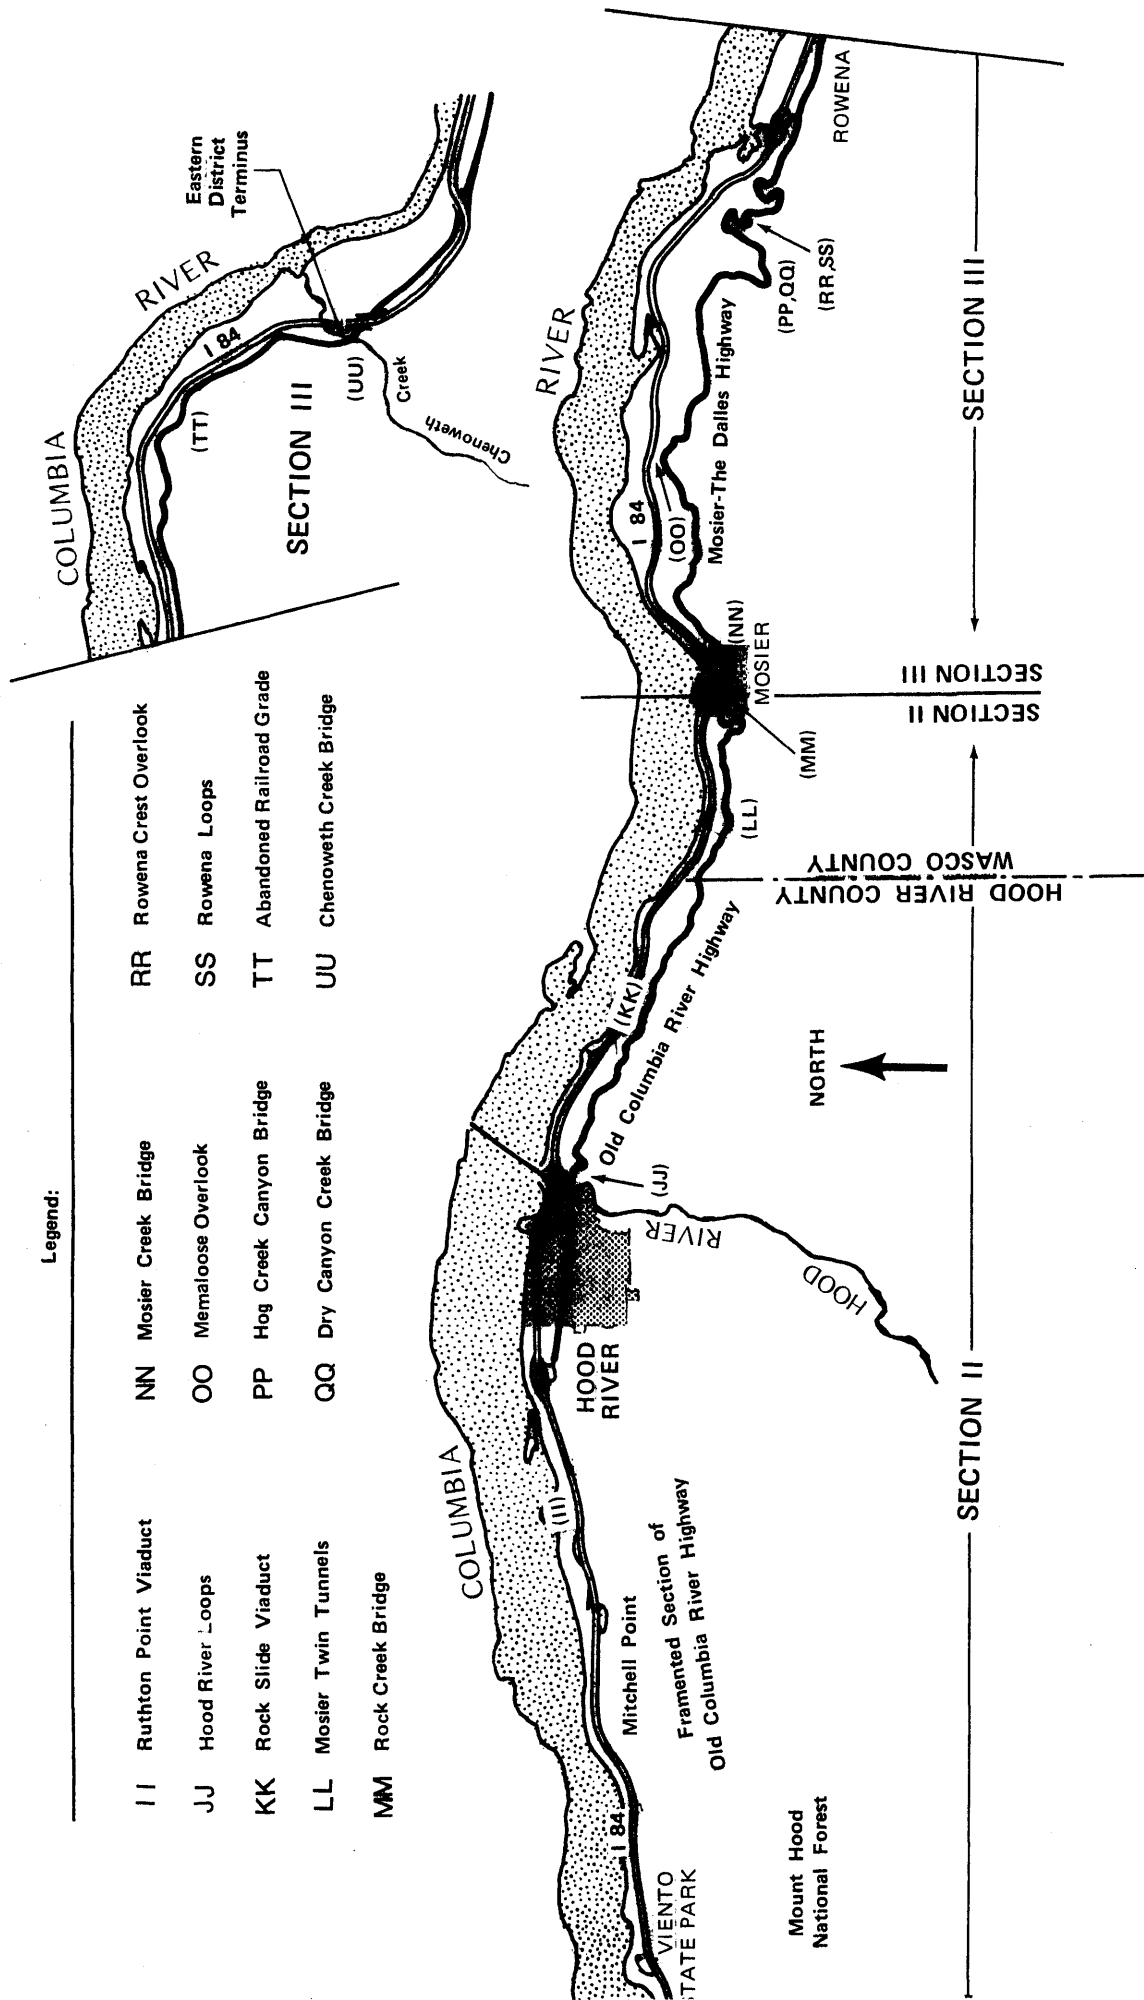 Legend:
II Ruthton Point Viaduct
JJ Hood River Loops
KK Rock Slide Viaduct
LL Mosier Twin Tunnels
MM Rock Creek Bridge
NN Mosier Creek Bridge
OO Memaloose Overlook
PP Hog Creek Canyon Bridge
QQ Dry Canyon Creek Bridge
RR Rowena Crest Overlook
SS Rowena Loops
TT Abandoned Railroad Grade
UU Chenoweth Creek Bridge
COLUMBIA
RIVER
I 84
(TT)
SECTION III
(UU)
Chenoweth
Creek
Eastern
District
Terminus
COLUMBIA
RIVER
VIENTO
STATE PARK
I 84
Mount Hood
National Forest
Mitchell Point
Framented Section of
Old Columbia River Highway
(II)
HOOD
RIVER
HOOD
RIVER
(JJ)
Old Columbia River Highway
(KK)
NORTH
HOOD RIVER COUNTY
WASCO COUNTY
(LL)
(MM)
MOSIER
(NN)
SECTION II
SECTION III
I 84
(OO)
Mosier-The Dalles Highway
(PP,QQ)
(RR,SS)
ROWENA
SECTION II
SECTION III